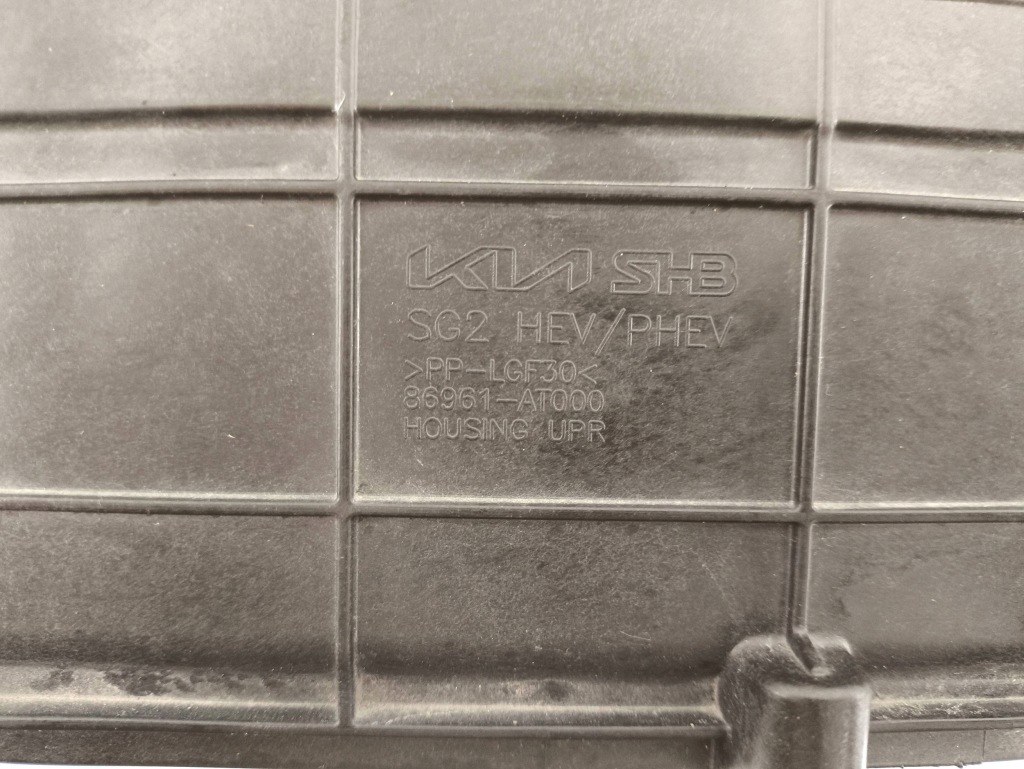 KIA SHB
SG2 HEV/PHEV
>PP-LGF30<
86961-AT000
HOUSING UPR